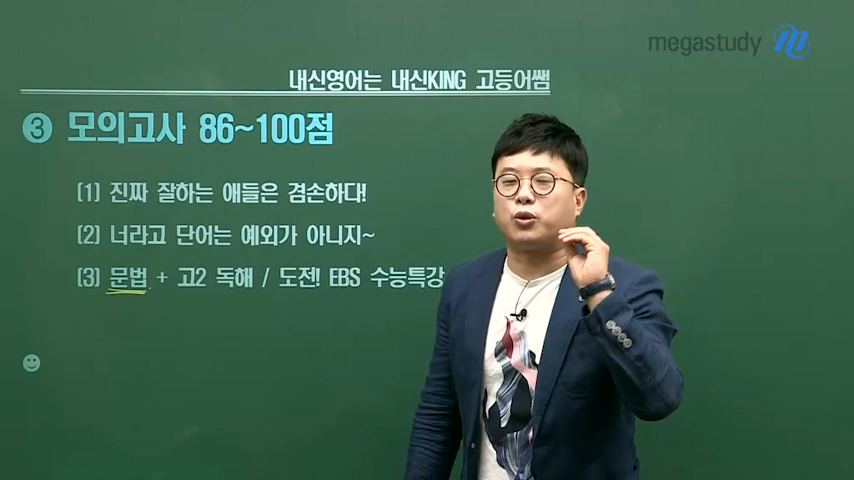 megastudy
내신영어는 내신KING 고등어쌤
❸ 모의고사 86~100점
(1) 진짜 잘하는 애들은 겸손하다!
(2) 너라고 단어는 예외가 아니지~
(3) 문법 + 고2 독해 / 도전! EBS 수능특강